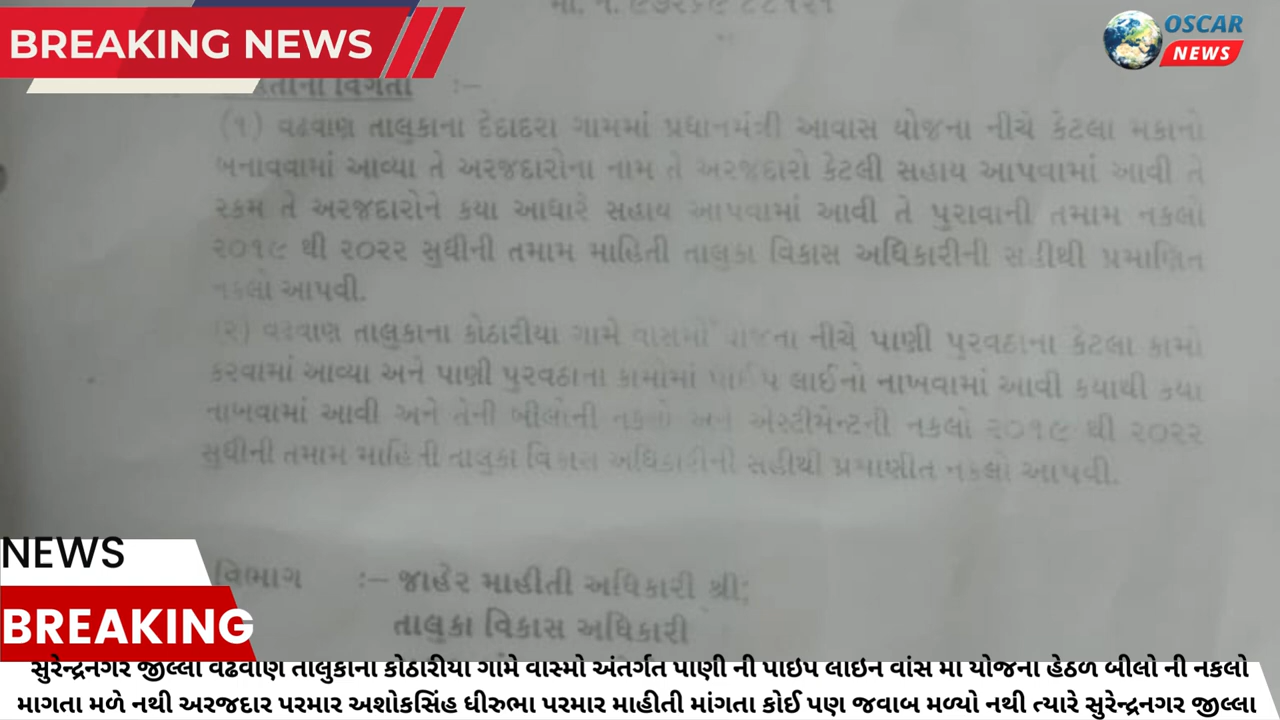 BREAKING NEWS
OSCAR
NEWS
(૧) વઢવાણ તાલુકાના દેદાદરા ગામમાં પ્રધાનમંત્રી આવાસ યોજના નીચે કેટલા મકાનો
બનાવવામાં આવ્યા તે અરજદારોના નામ તે અરજદારો કેટલી સહાય આપવામાં આવી તે
રકમ તે અરજદારોને કયા આધારે સહાય આપવામાં આવી તે પુરાવાની તમામ નકલો
૨૦૧૯ થી ૨૦૨૨ સુધીની તમામ માહિતી તાલુકા વિકાસ અધિકારીની સહીથી પ્રમાણિત
નકલો આપવી.
(૨) વઢવાણ તાલુકાના કોઠારીયા ગામે વાસમો યોજના નીચે પાણી પુરવઠાના કેટલા કામો
કરવામાં આવ્યા અને પાણી પુરવઠાના કામોમાં પાઈપ લાઈનો નાખવામાં આવી કયાથી કયા
નાખવામાં આવી અને તેની બીલોની નકલો અને એસ્ટીમેન્ટની નકલો ૨૦૧૯ થી ૨૦૨૨
સુધીની તમામ માહિતી તાલુકા વિકાસ અધિકારીની સહીથી પ્રમાણીત નકલો આપવી.
વિભાગ :– જાહેર માહીતી અધિકારી શ્રી;
તાલુકા વિકાસ અધિકારી
NEWS
BREAKING
સુરેન્દ્રનગર જીલ્લા વઢવાણ તાલુકાના કોઠારીયા ગામે વાસ્મો અંતર્ગત પાણી ની પાઇપ લાઇન વાંસ મા યોજના હેઠળ બીલો ની નકલો
માગતા મળે નથી અરજદાર પરમાર અશોકસિંહ ધીરુભા પરમાર માહીતી માંગતા કોઈ પણ જવાબ મળ્યો નથી ત્યારે સુરેન્દ્રનગર જીલ્લા